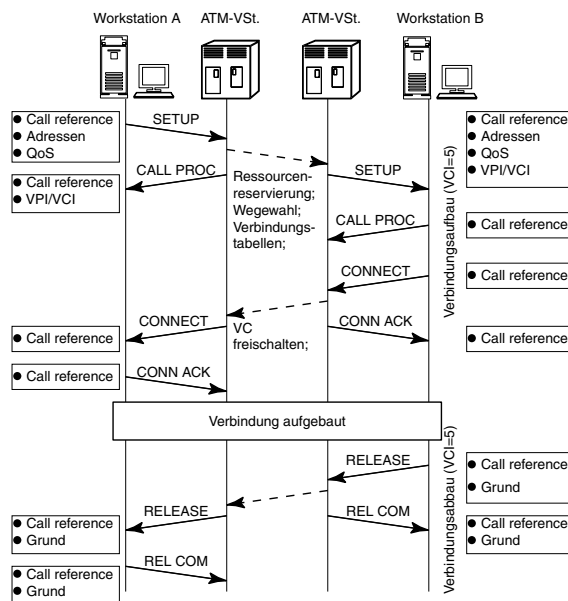 Workstation A
ATM-VSt.
ATM-VSt.
Workstation B
● Call reference
● Adressen
● QoS
SETUP
● Call reference
● Adressen
● QoS
● VPI/VCI
● Call reference
● VPI/VCI
CALL PROC
Ressourcen-
reservierung;
Wegewahl;
Verbindungs-
tabellen;
SETUP
CALL PROC
● Call reference
Verbindungsaufbau (VCI=5)
CONNECT
● Call reference
● Call reference
CONNECT
VC
freischalten;
CONN ACK
● Call reference
● Call reference
CONN ACK
Verbindung aufgebaut
RELEASE
● Call reference
● Grund
Verbindungsabbau (VCI=5)
● Call reference
● Grund
RELEASE
REL COM
● Call reference
● Grund
● Call reference
● Grund
REL COM